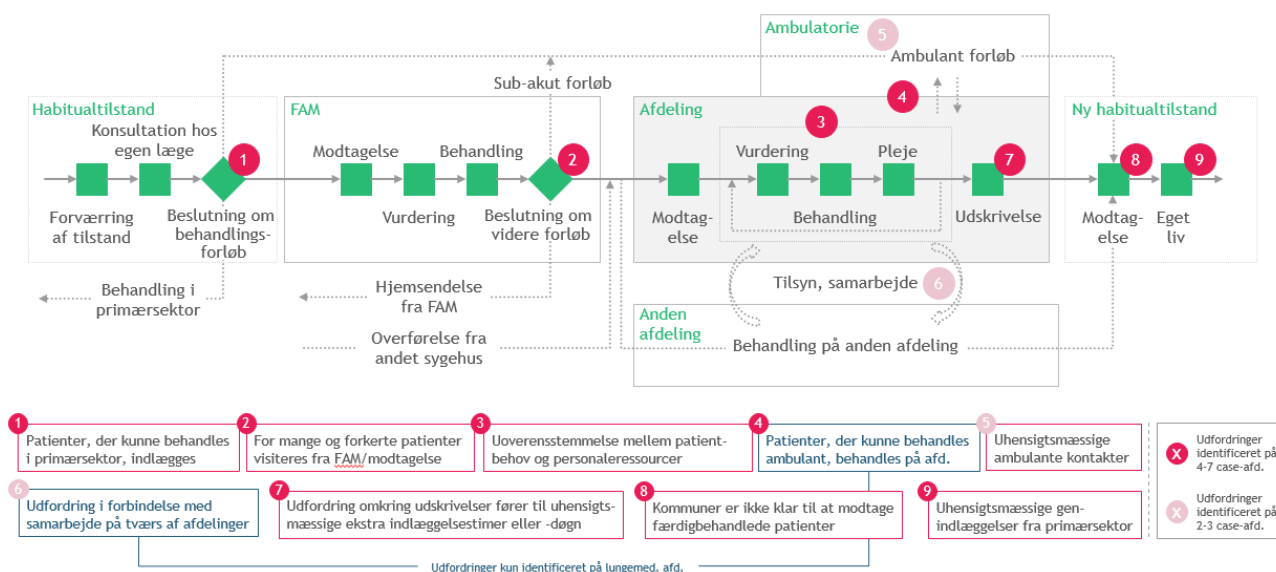 Ambulatorie
5
Ambulant forløb
Sub-akut forløb
4
Habitualtilstand
Konsultation hos
egen læge
1
Forværring
af tilstand
Beslutning om
behandlings-
forløb
Behandling i
primærsektor
FAM
Modtagelse
Behandling
2
Vurdering
Beslutning om
videre forløb
Hjemsendelse
fra FAM
Overførelse fra
andet sygehus
Afdeling
3
Vurdering
Pleje
7
Modtag-
else
Behandling
Udskrivelse
Tilsyn, samarbejde
6
Anden
afdeling
Behandling på anden afdeling
Ny habitualtilstand
8
9
Modtag-
else
Eget
liv
1
Patienter, der kunne behandles
i primærsektor, indlægges
2
For mange og forkerte patienter
visiteres fra FAM/modtagelse
3
Uoverensstemmelse mellem patient-
behov og personaleressourcer
4
Patienter, der kunne behandles
ambulant, behandles på afd.
5
Uhensigtsmæssige
ambulante kontakter
6
Udfordring i forbindelse med
samarbejde på tværs af afdelinger
7
Udfordring omkring udskrivelser fører til uhensigts-
mæssige ekstra indlæggelsestimer eller -døgn
8
Kommuner er ikke klar til at modtage
færdigbehandlede patienter
9
Uhensigtsmæssige gen-
indlæggelser fra primærsektor
X
Udfordringer
identificeret på
4-7 case-afd.
X
Udfordringer
identificeret på
2-3 case-afd.
Udfordringer kun identificeret på lungemed. afd.